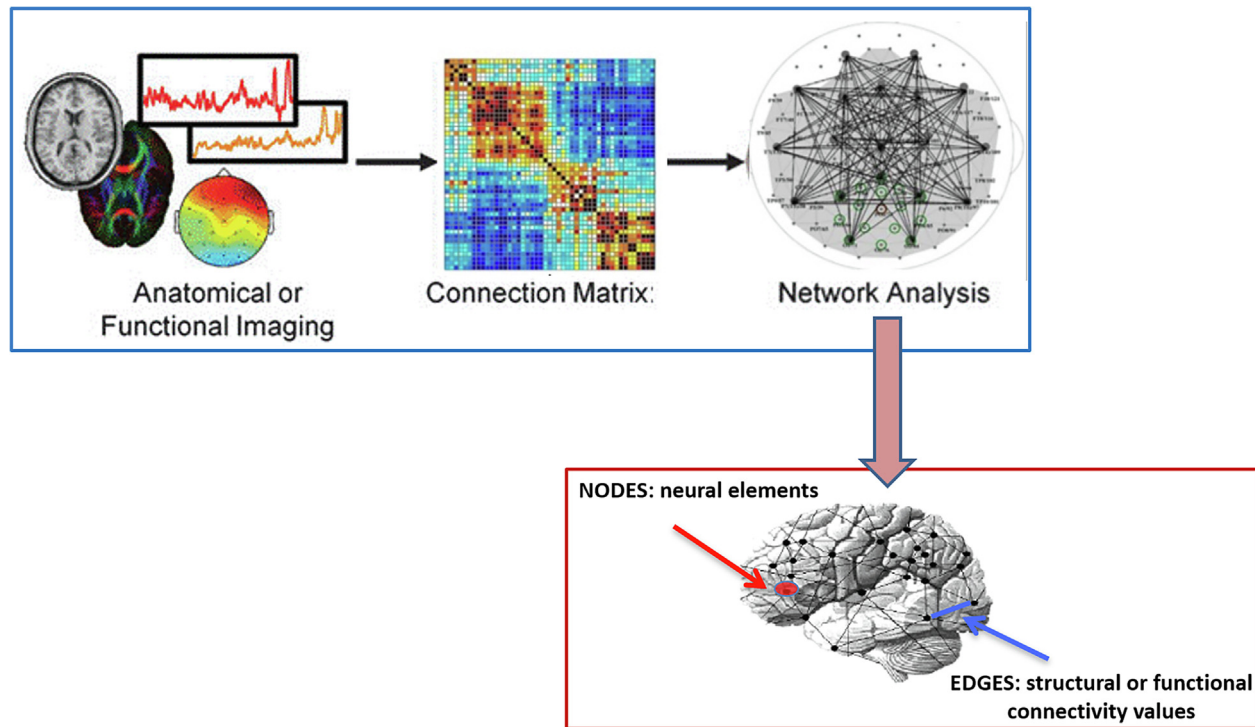 Anatomical or
Functional Imaging
Connection Matrix:
Network Analysis
NODES: neural elements
EDGES: structural or functional
connectivity values